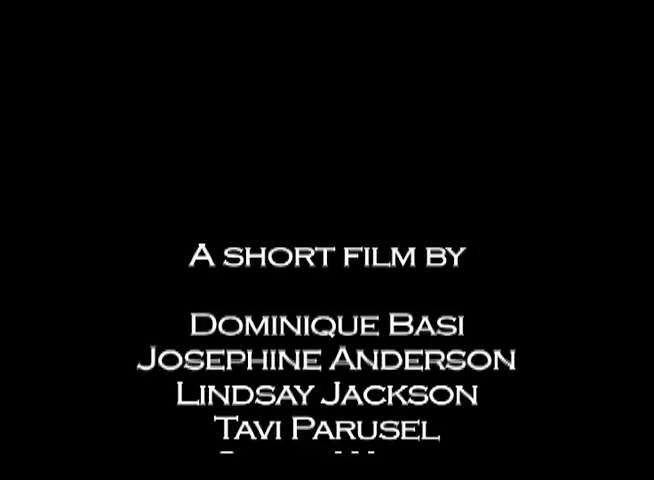 A short film by
Dominique Basi
Josephine Anderson
Lindsay Jackson
Tavi Parusel